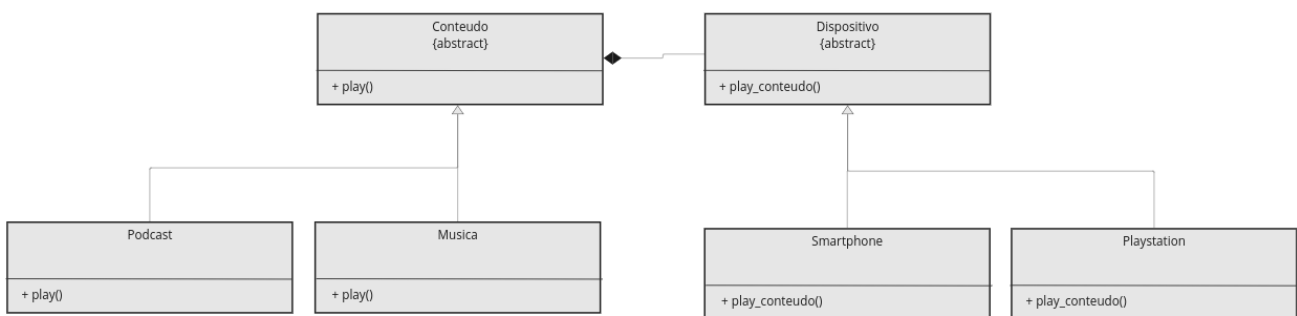 Conteudo
{abstract}
+ play()
Dispositivo
{abstract}
+ play_conteudo()
Podcast
+ play()
Musica
+ play()
Smartphone
+ play_conteudo()
Playstation
+ play_conteudo()